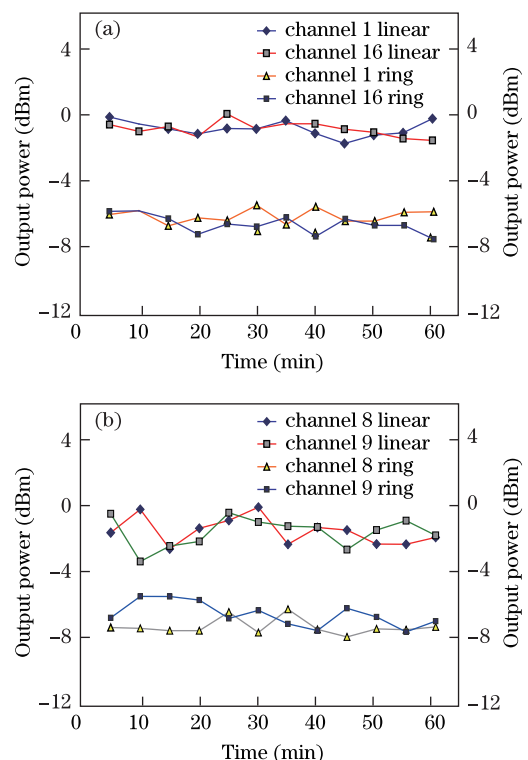 (a)
channel 1 linear
channel 16 linear
channel 1 ring
channel 16 ring
Output power (dBm)
4
0
−4
−8
−12
4
0
−4
−8
−12
Output power (dBm)
0 10 20 30 40 50 60
Time (min)
(b)
channel 8 linear
channel 9 linear
channel 8 ring
channel 9 ring
Output power (dBm)
4
0
−4
−8
−12
4
0
−4
−8
−12
Output power (dBm)
0 10 20 30 40 50 60
Time (min)